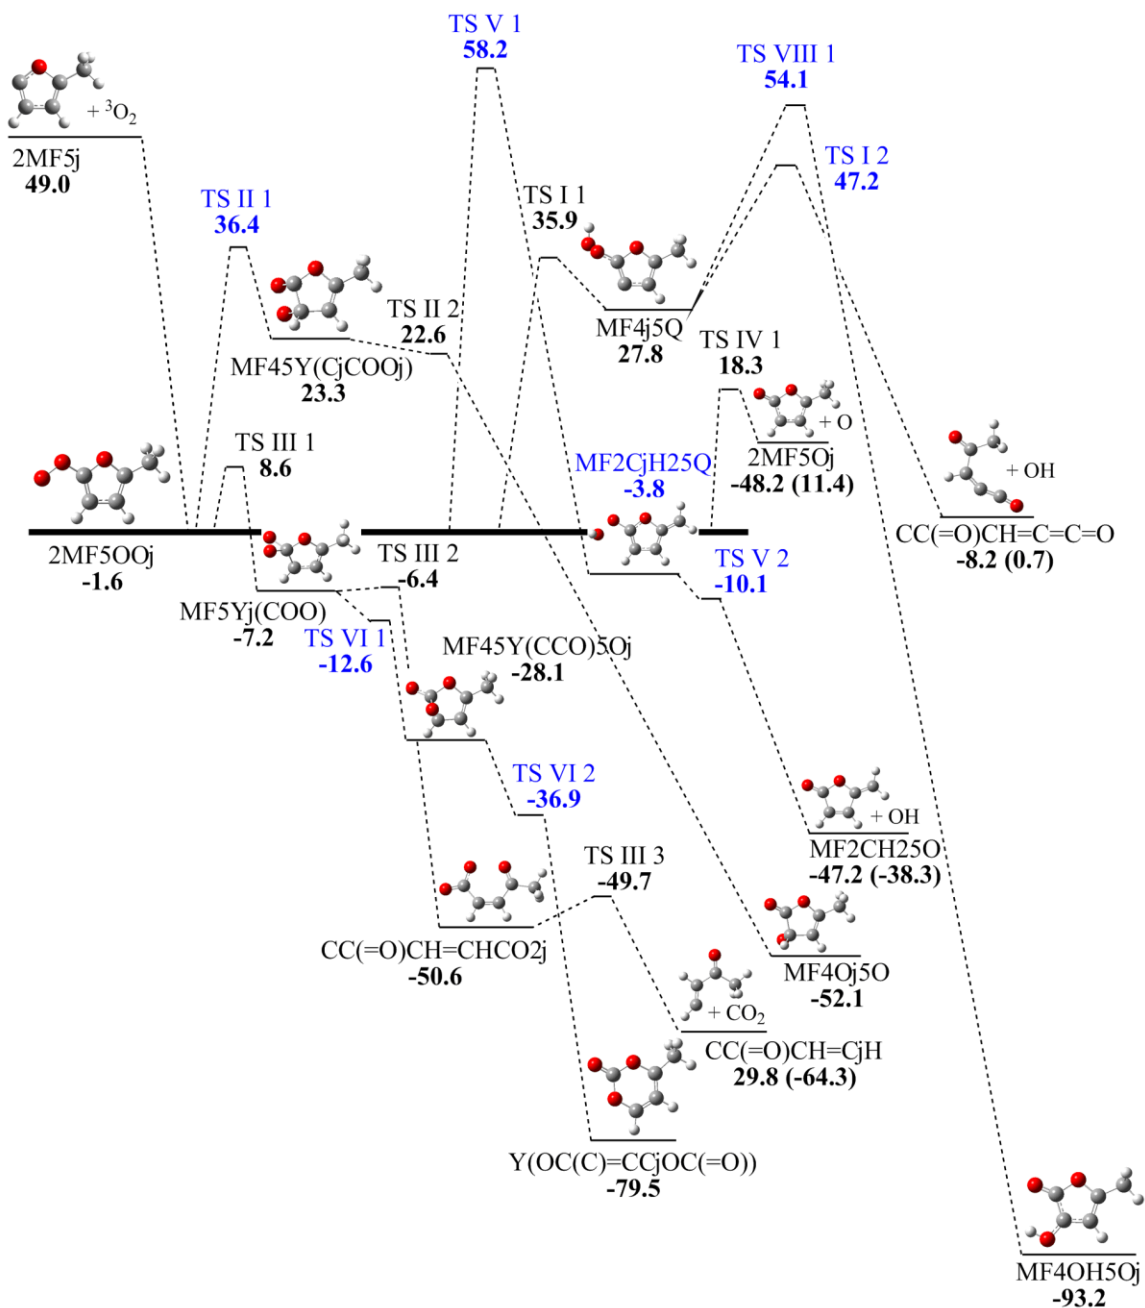 TS V 1
58.2
TS VIII 1
54.1
+ ³O₂
2MF5j
49.0
TS I 2
47.2
TS II 1
36.4
TS I 1
35.9
MF4j5Q
27.8
TS II 2
22.6
MF45Y(CjCOOj)
23.3
TS IV 1
18.3
+ O
2MF5Oj
-48.2 (11.4)
TS III 1
8.6
MF2CjH25Q
-3.8
+ OH
CC(=O)CH=C=C=O
-8.2 (0.7)
2MF5OOj
-1.6
TS III 2
-6.4
TS V 2
-10.1
MF5Yj(COO)
-7.2
TS VI 1
-12.6
MF45Y(CCO)5Oj
-28.1
TS VI 2
-36.9
+ OH
MF2CH25O
-47.2 (-38.3)
TS III 3
-49.7
CC(=O)CH=CHCO2j
-50.6
MF4Oj5O
-52.1
+ CO₂
CC(=O)CH=CjH
29.8 (-64.3)
Y(OC(C)=CCjOC(=O))
-79.5
MF4OH5Oj
-93.2